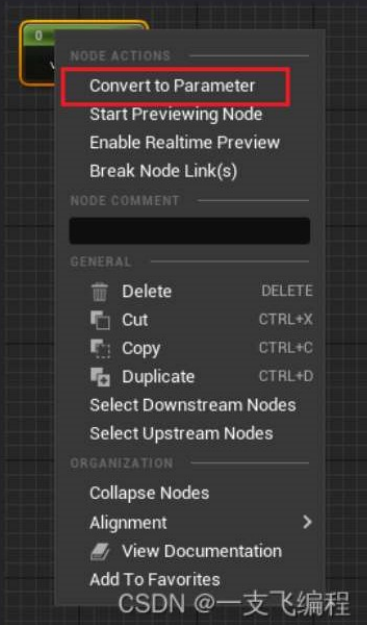 0
NODE ACTIONS
Convert to Parameter
Start Previewing Node
Enable Realtime Preview
Break Node Link(s)
NODE COMMENT
GENERAL
Delete DELETE
Cut CTRL+X
Copy CTRL+C
Duplicate CTRL+D
Select Downstream Nodes
Select Upstream Nodes
ORGANIZATION
Collapse Nodes
Alignment
View Documentation
Add To Favorites
CSDN @一支飞编程